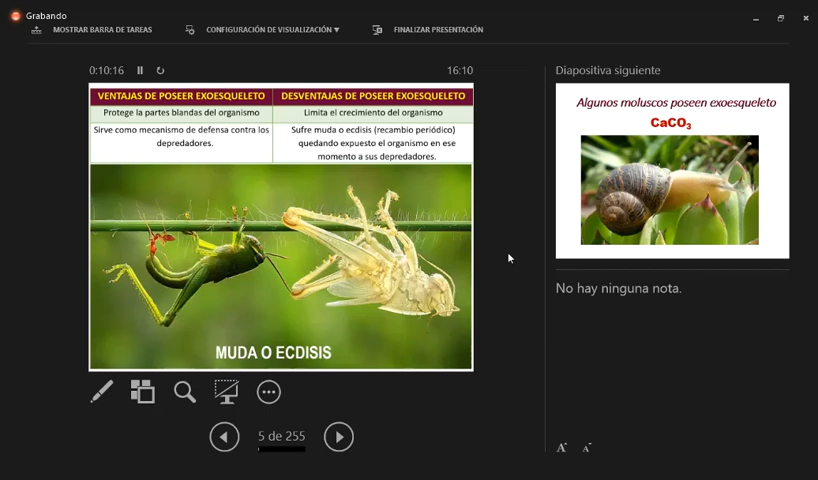 Grabando
MOSTRAR BARRA DE TAREAS
CONFIGURACIÓN DE VISUALIZACIÓN ▼
FINALIZAR PRESENTACIÓN
0:10:16
16:10
Diapositiva siguiente
VENTAJAS DE POSEER EXOESQUELETO
DESVENTAJAS DE POSEER EXOESQUELETO
Protege la partes blandas del organismo
Limita el crecimiento del organismo
Sirve como mecanismo de defensa contra los
depredadores.
Sufre muda o ecdisis (recambio periódico)
quedando expuesto el organismo en ese
momento a sus depredadores.
MUDA O ECDISIS
Algunos moluscos poseen exoesqueleto
CaCO₃
No hay ninguna nota.
5 de 255
A A